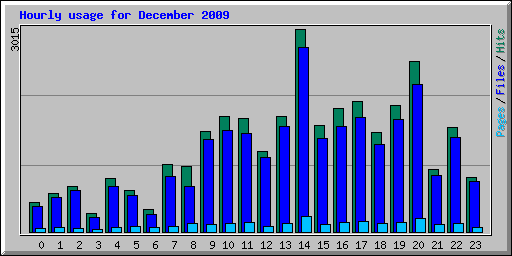 Hourly usage for December 2009
3015
Pages / Files / Hits
0 1 2 3 4 5 6 7 8 9 10 11 12 13 14 15 16 17 18 19 20 21 22 23